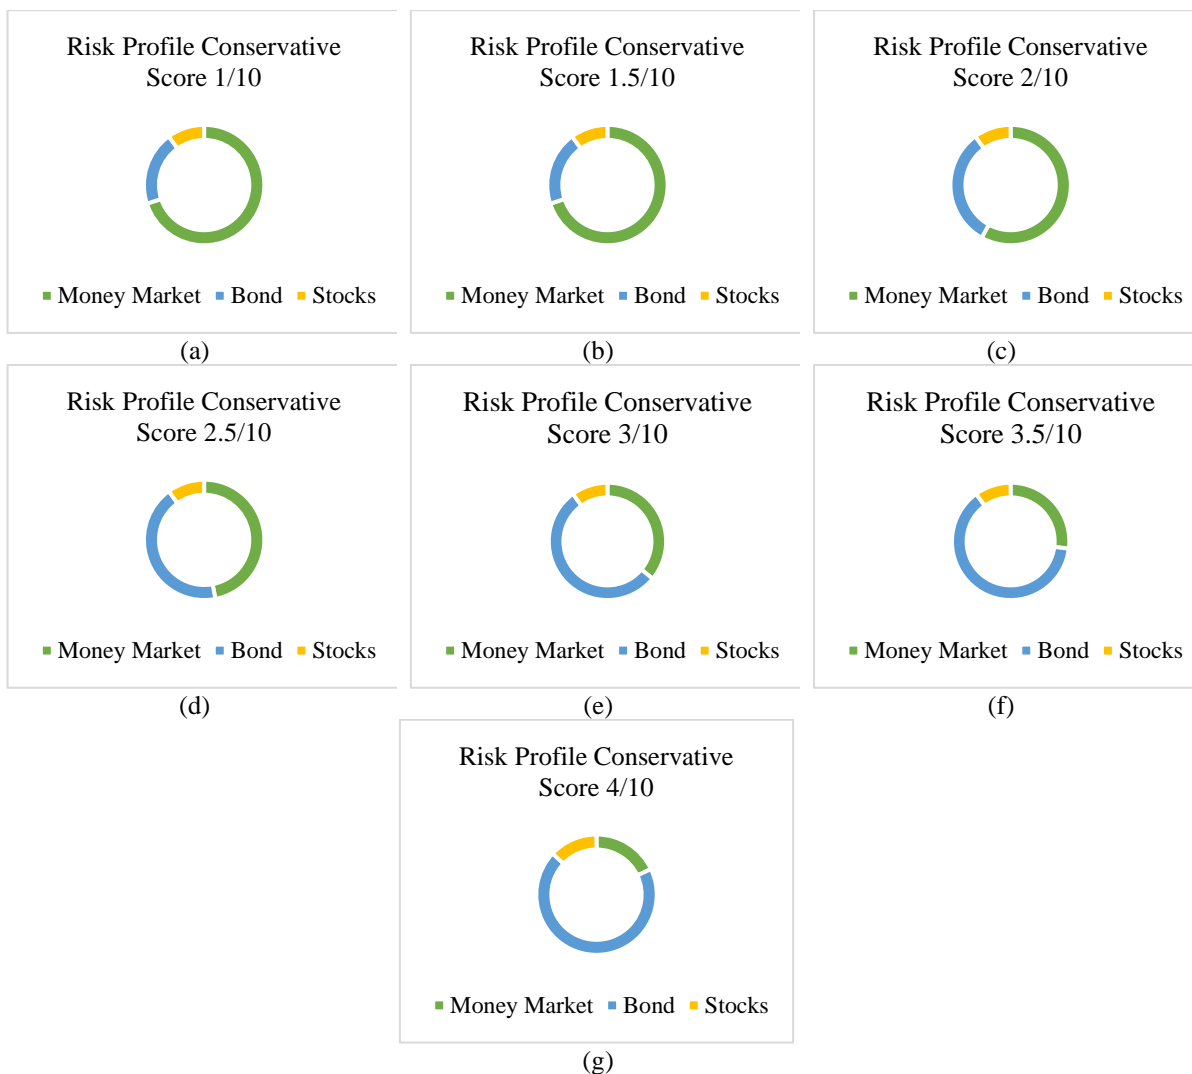 Risk Profile Conservative
Score 1/10
Money Market Bond Stocks
(a)
Risk Profile Conservative
Score 1.5/10
Money Market Bond Stocks
(b)
Risk Profile Conservative
Score 2/10
Money Market Bond Stocks
(c)
Risk Profile Conservative
Score 2.5/10
Money Market Bond Stocks
(d)
Risk Profile Conservative
Score 3/10
Money Market Bond Stocks
(e)
Risk Profile Conservative
Score 3.5/10
Money Market Bond Stocks
(f)
Risk Profile Conservative
Score 4/10
Money Market Bond Stocks
(g)